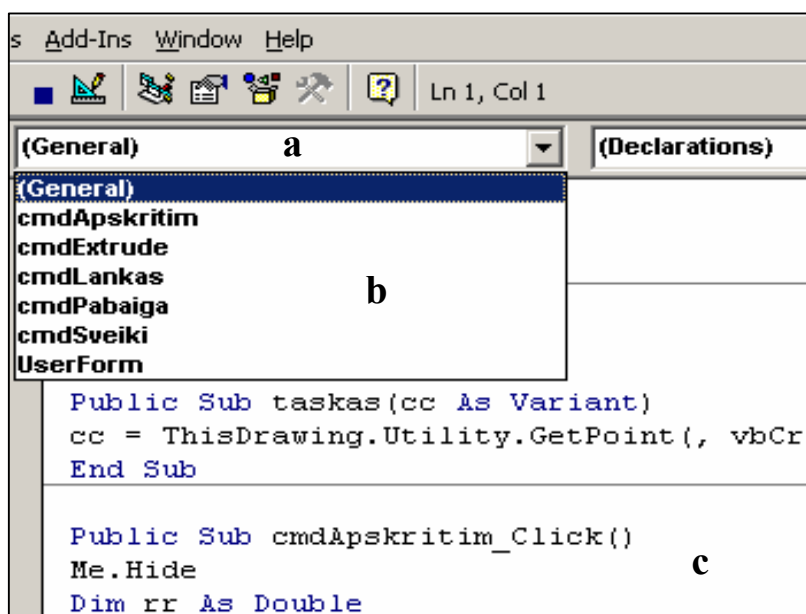 s Add-Ins Window Help
Ln 1, Col 1
(General) a (Declarations)
(General)
cmdApskritim
cmdExtrude
cmdLankas
cmdPabaiga
cmdSveiki
UserForm
b
Public Sub taskas(cc As Variant)
cc = ThisDrawing.Utility.GetPoint(, vbCr
End Sub
Public Sub cmdApskritim_Click()
Me.Hide
c
Dim rr As Double